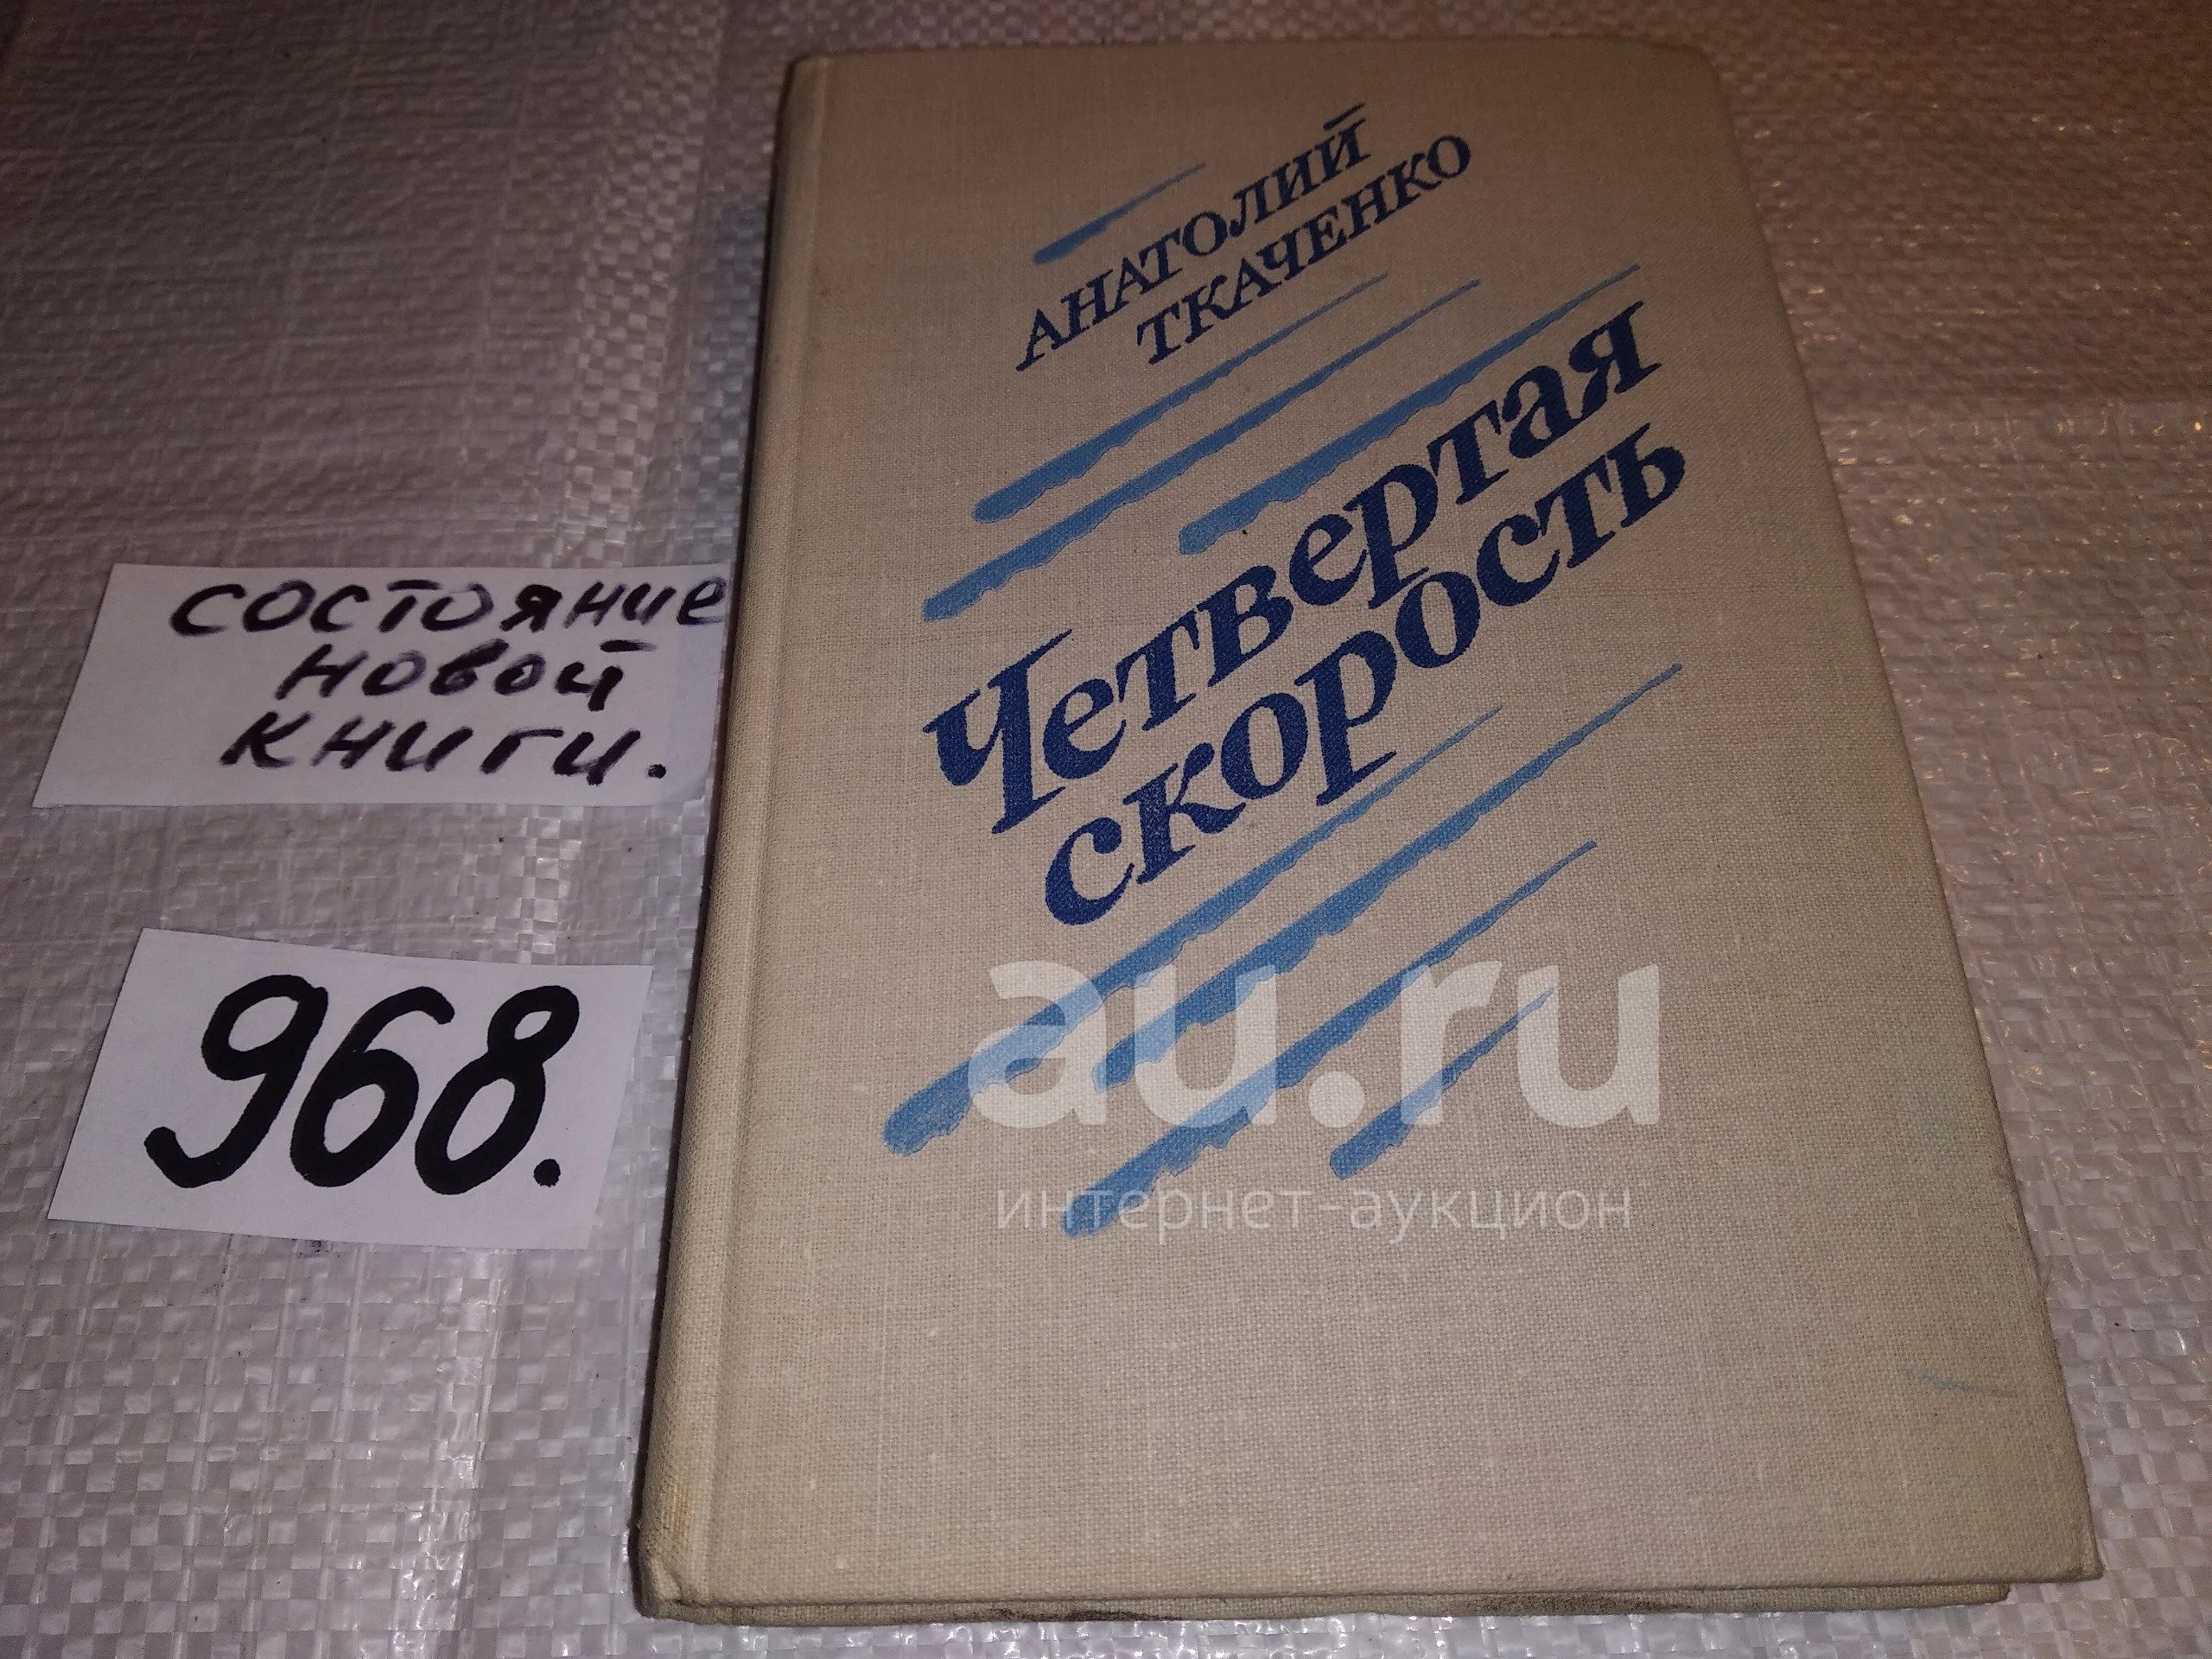 АНАТОЛИЙ
ТКАЧЕНКО
Четвертая
скорость
состояние
новой
книги.
968.
au.ru
интернет-аукцион